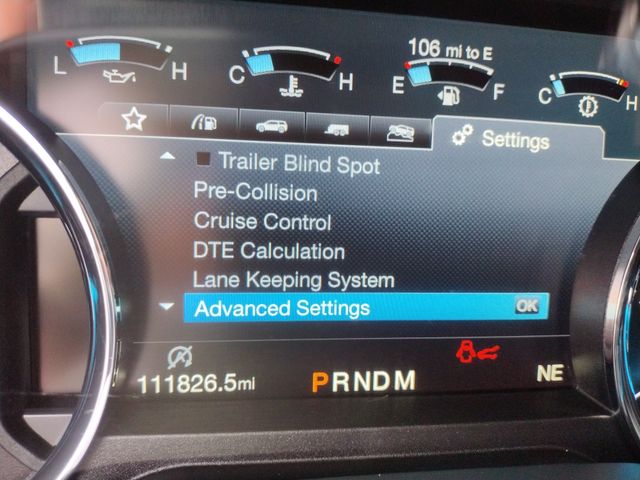 106 mi to E
L H
C H
E F
C H
Settings
Trailer Blind Spot
Pre-Collision
Cruise Control
DTE Calculation
Lane Keeping System
Advanced Settings OK
111826.5mi PRNDM NE